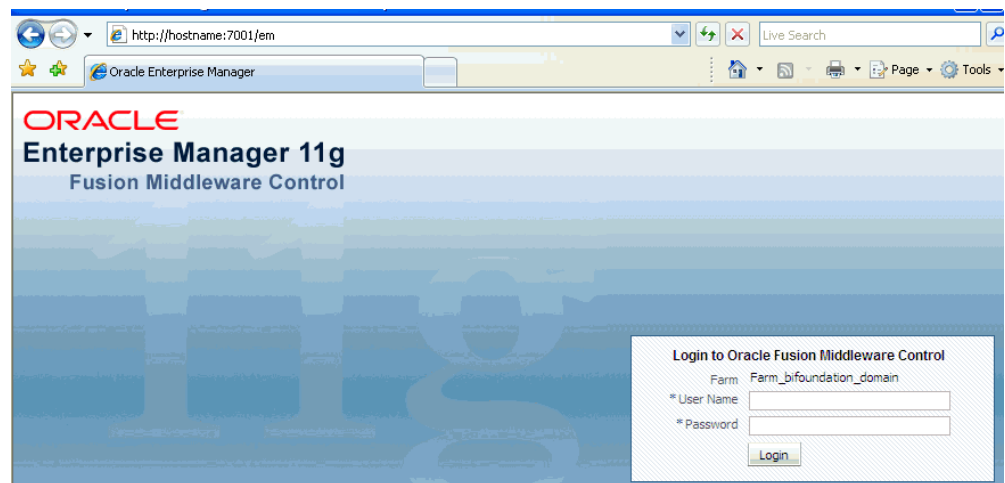 http://hostname:7001/em
Live Search
Oracle Enterprise Manager
Page
Tools
ORACLE
Enterprise Manager 11g
Fusion Middleware Control
11g
Login to Oracle Fusion Middleware Control
Farm Farm_bifoundation_domain
* User Name
* Password
Login